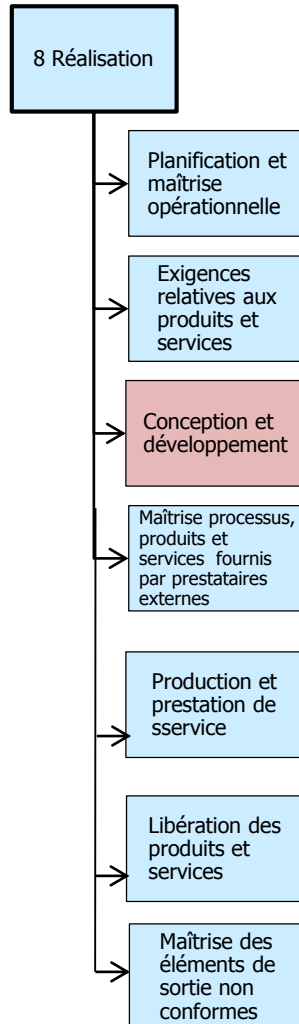 8 Réalisation
Planification et
maîtrise
opérationnelle
Exigences
relatives aux
produits et
services
Conception et
développement
Maîtrise processus,
produits et
services fournis
par prestataires
externes
Production et
prestation de
sservice
Libération des
produits et
services
Maîtrise des
éléments de
sortie non
conformes